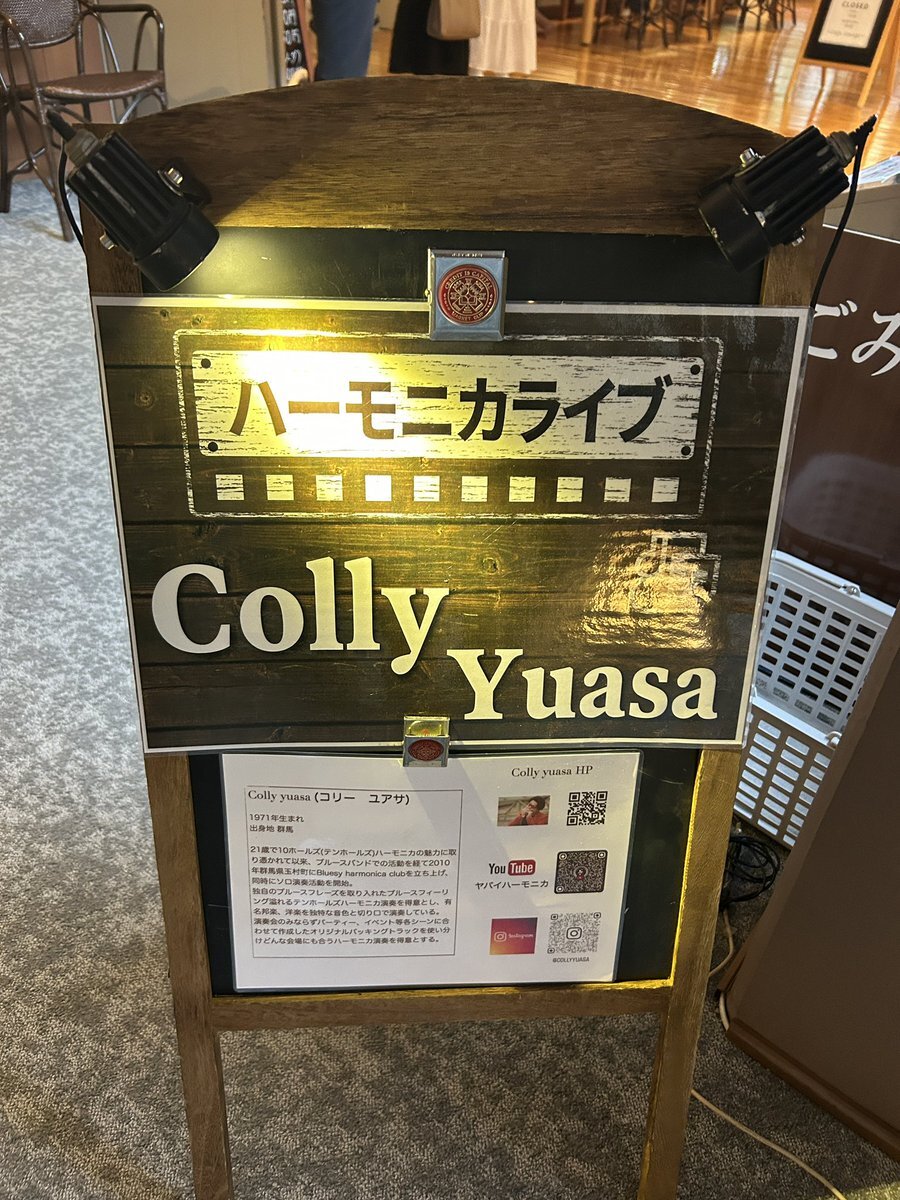 CLOSED
ごみ
ハーモニカライブ
Colly
Yuasa
Colly yuasa HP
Colly yuasa (コリー　ユアサ)
1971年生まれ
出身地 群馬
21歳で10ホールズ(テンホールズ)ハーモニカの魅力に取
り憑かれて以来、ブルースバンドでの活動を経て2010
年群馬県玉村町にBluesy harmonica clubを立ち上げ、
同時にソロ演奏活動を開始。
独自のブルースフレーズを取り入れたブルースフィーリ
ング溢れるテンホールズハーモニカ演奏を得意とし、有
名邦楽、洋楽を独特な音色と切り口で演奏している。
演奏会のみならずパーティー、イベント等各シーンに合
わせて作成したオリジナルバッキングトラックを使い分
けどんな会場にも合うハーモニカ演奏を得意とする。
YouTube
ヤバイハーモニカ
Instagram
@COLLYYUASA